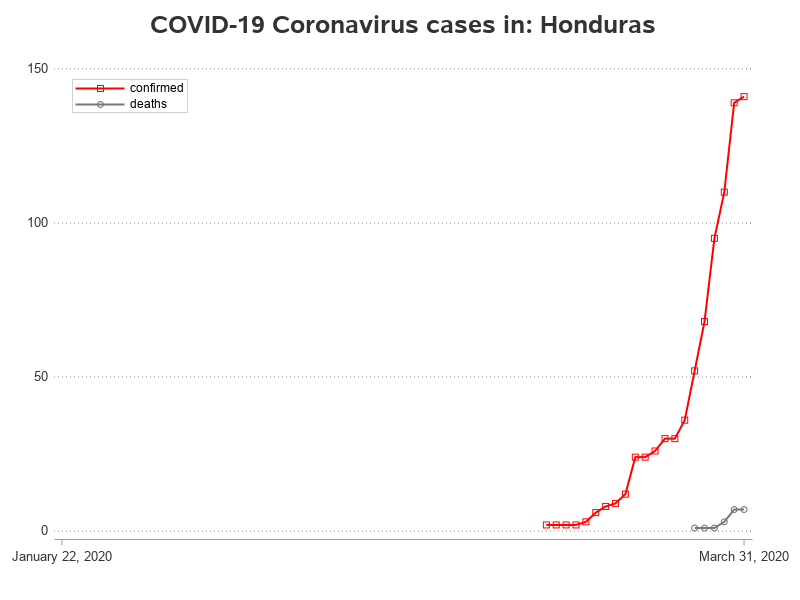 COVID-19 Coronavirus cases in: Honduras
150
confirmed
deaths
100
50
0
January 22, 2020
March 31, 2020